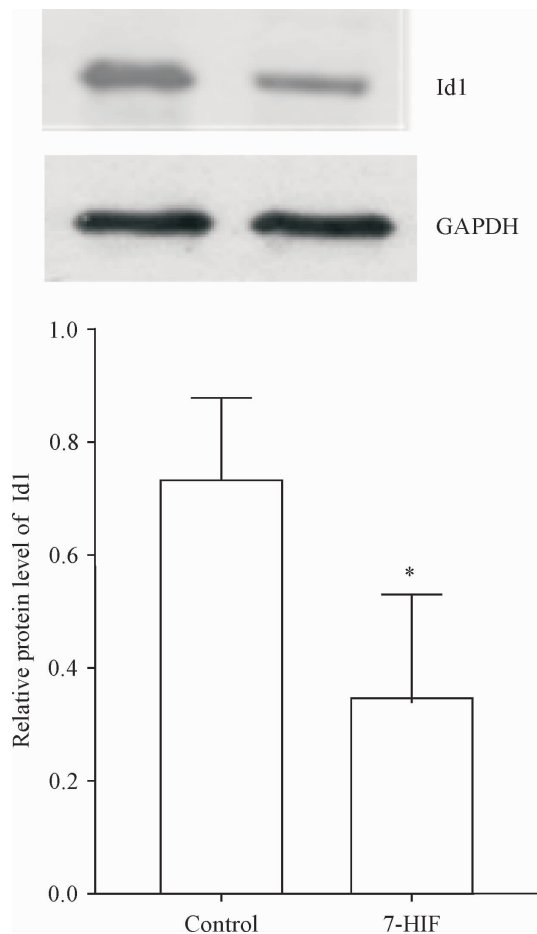 Id1
GAPDH
1.0
0.8
0.6
0.4
0.2
0.0
Relative protein level of Id1
*
Control
7-HIF